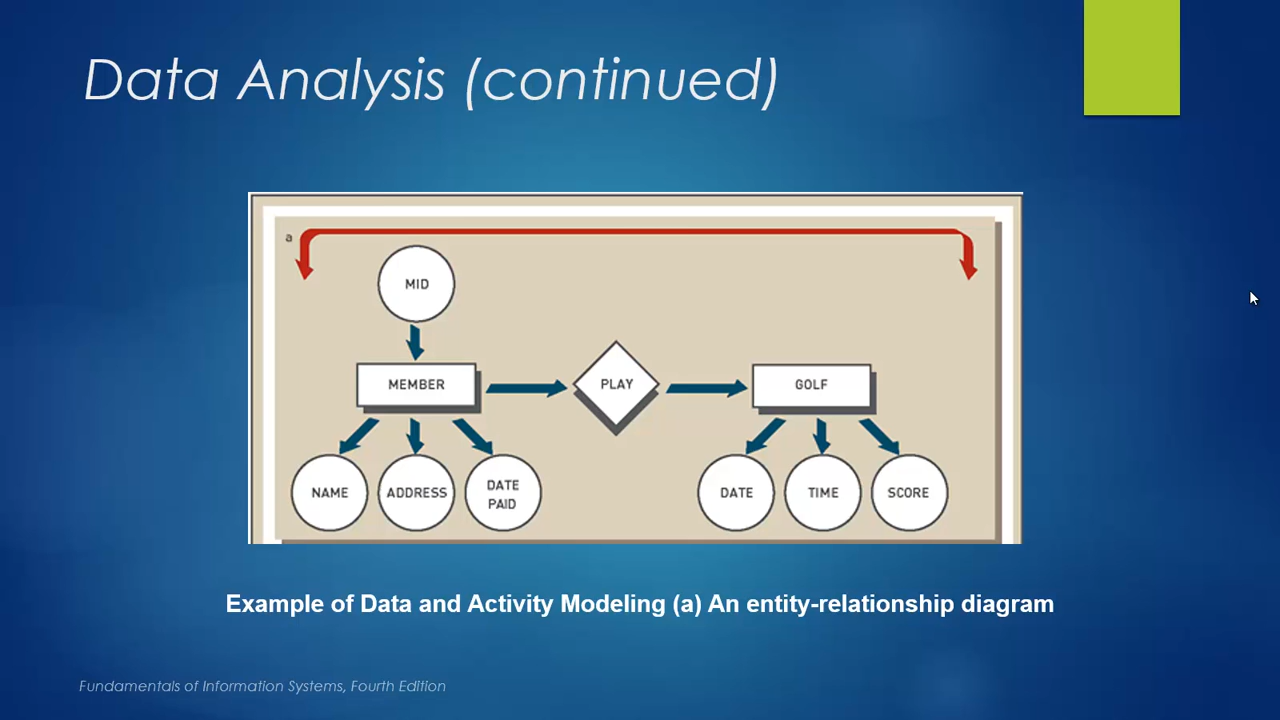 Data Analysis (continued)
a
MID
MEMBER
PLAY
GOLF
NAME
ADDRESS
DATE
PAID
DATE
TIME
SCORE
Example of Data and Activity Modeling (a) An entity-relationship diagram
Fundamentals of Information Systems, Fourth Edition